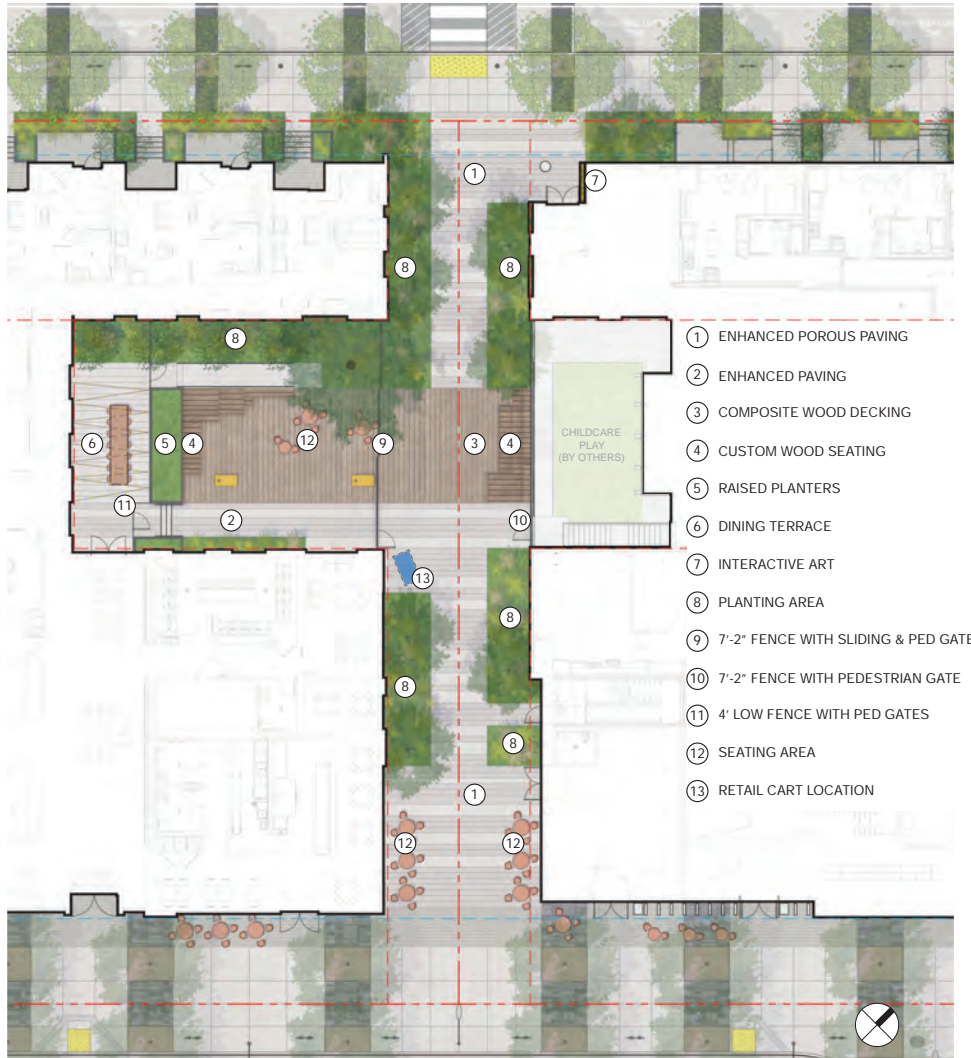 1
7
8
8
8
1 ENHANCED POROUS PAVING
2 ENHANCED PAVING
3 COMPOSITE WOOD DECKING
4 CUSTOM WOOD SEATING
5 RAISED PLANTERS
6 DINING TERRACE
7 INTERACTIVE ART
8 PLANTING AREA
9 7'-2" FENCE WITH SLIDING & PED GATE
10 7'-2" FENCE WITH PEDESTRIAN GATE
11 4' LOW FENCE WITH PED GATES
12 SEATING AREA
13 RETAIL CART LOCATION
6
5
4
12
9
3
4
CHILDCARE
PLAY
(BY OTHERS)
11
2
10
13
8
8
8
1
12
12